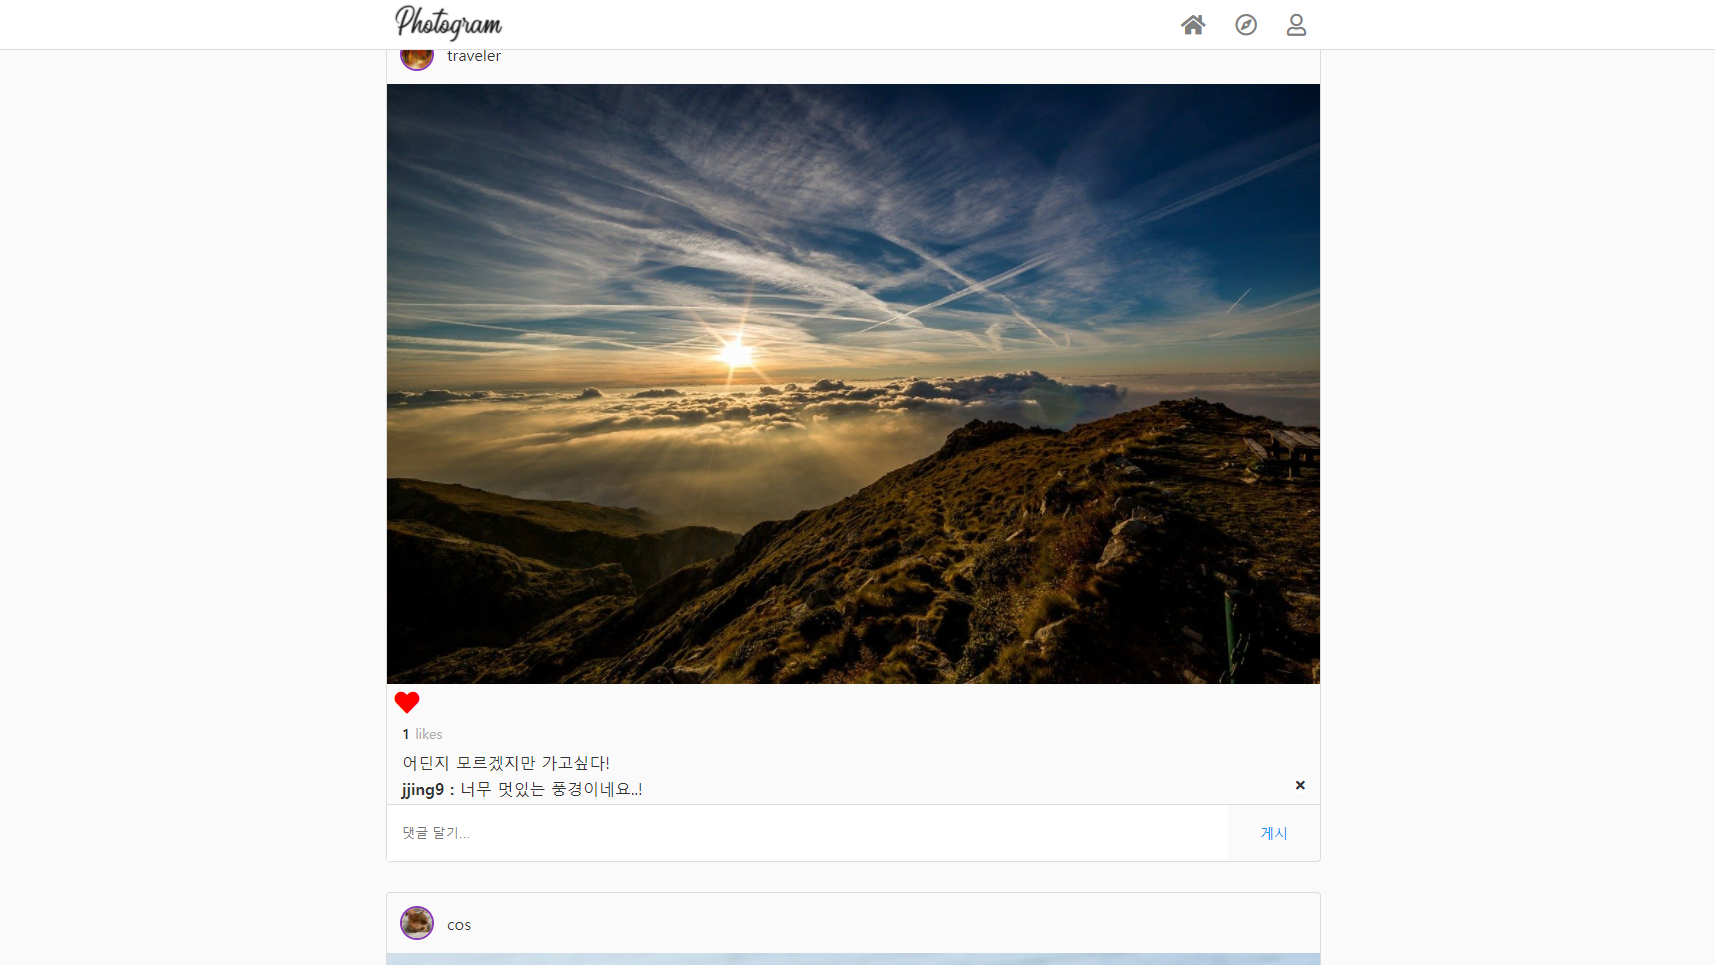 Photogram
traveler
1 likes
어딘지 모르겠지만 가고싶다!
jjing9 : 너무 멋있는 풍경이네요..!
댓글 달기...
게시
cos